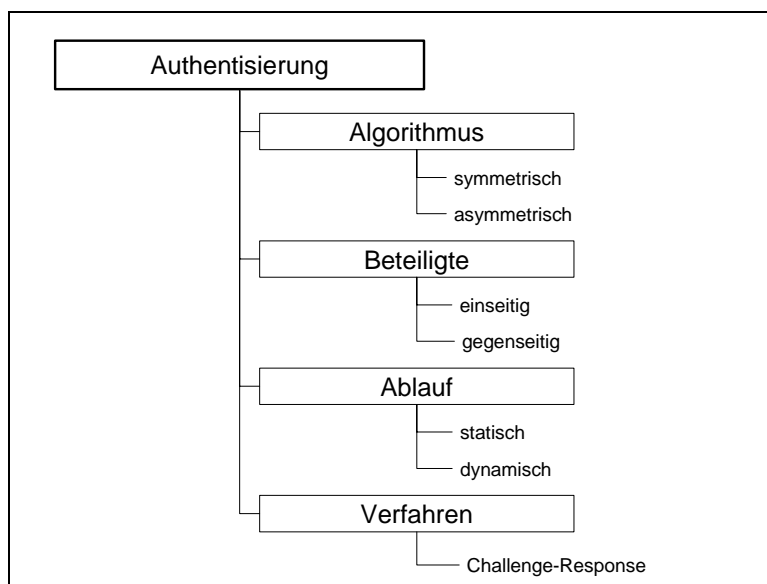 Authentisierung
Algorithmus
symmetrisch
asymmetrisch
Beteiligte
einseitig
gegenseitig
Ablauf
statisch
dynamisch
Verfahren
Challenge-Response